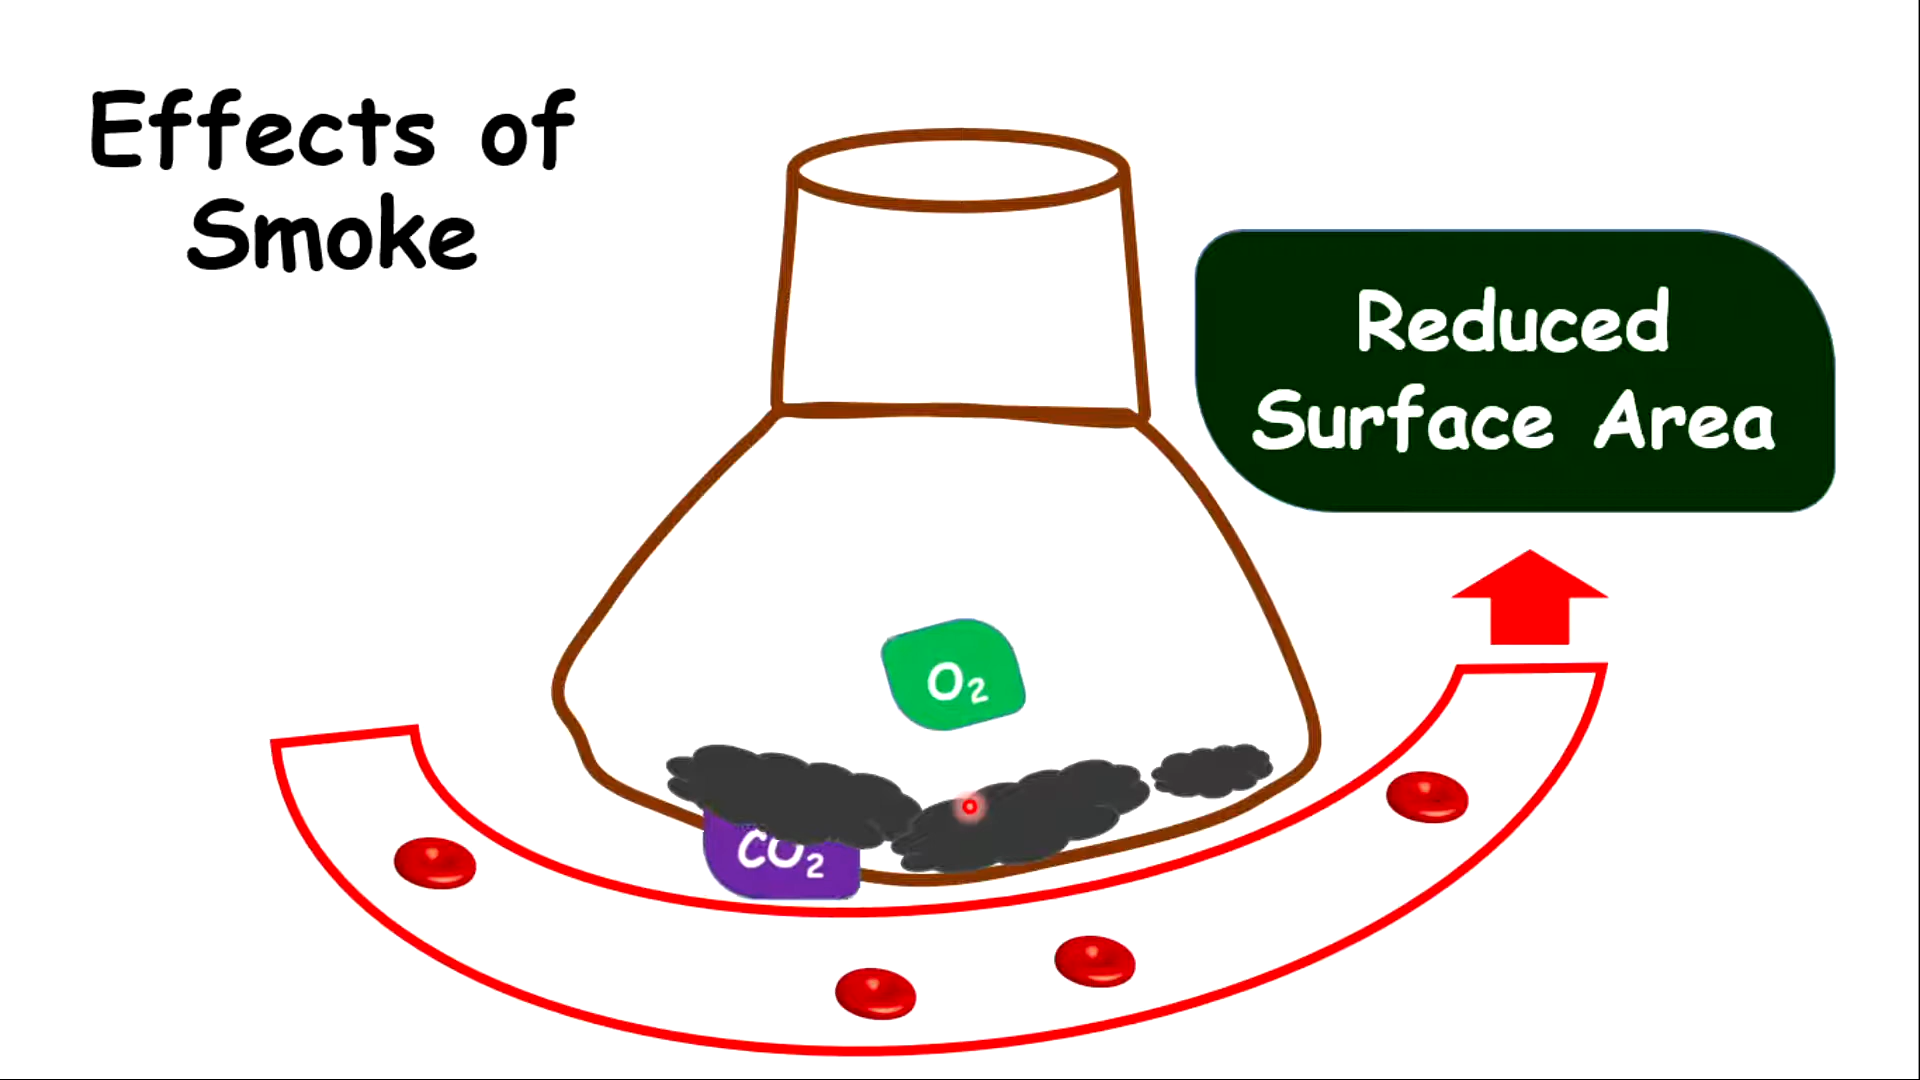 Effects of
Smoke
Reduced
Surface Area
O₂
CO₂